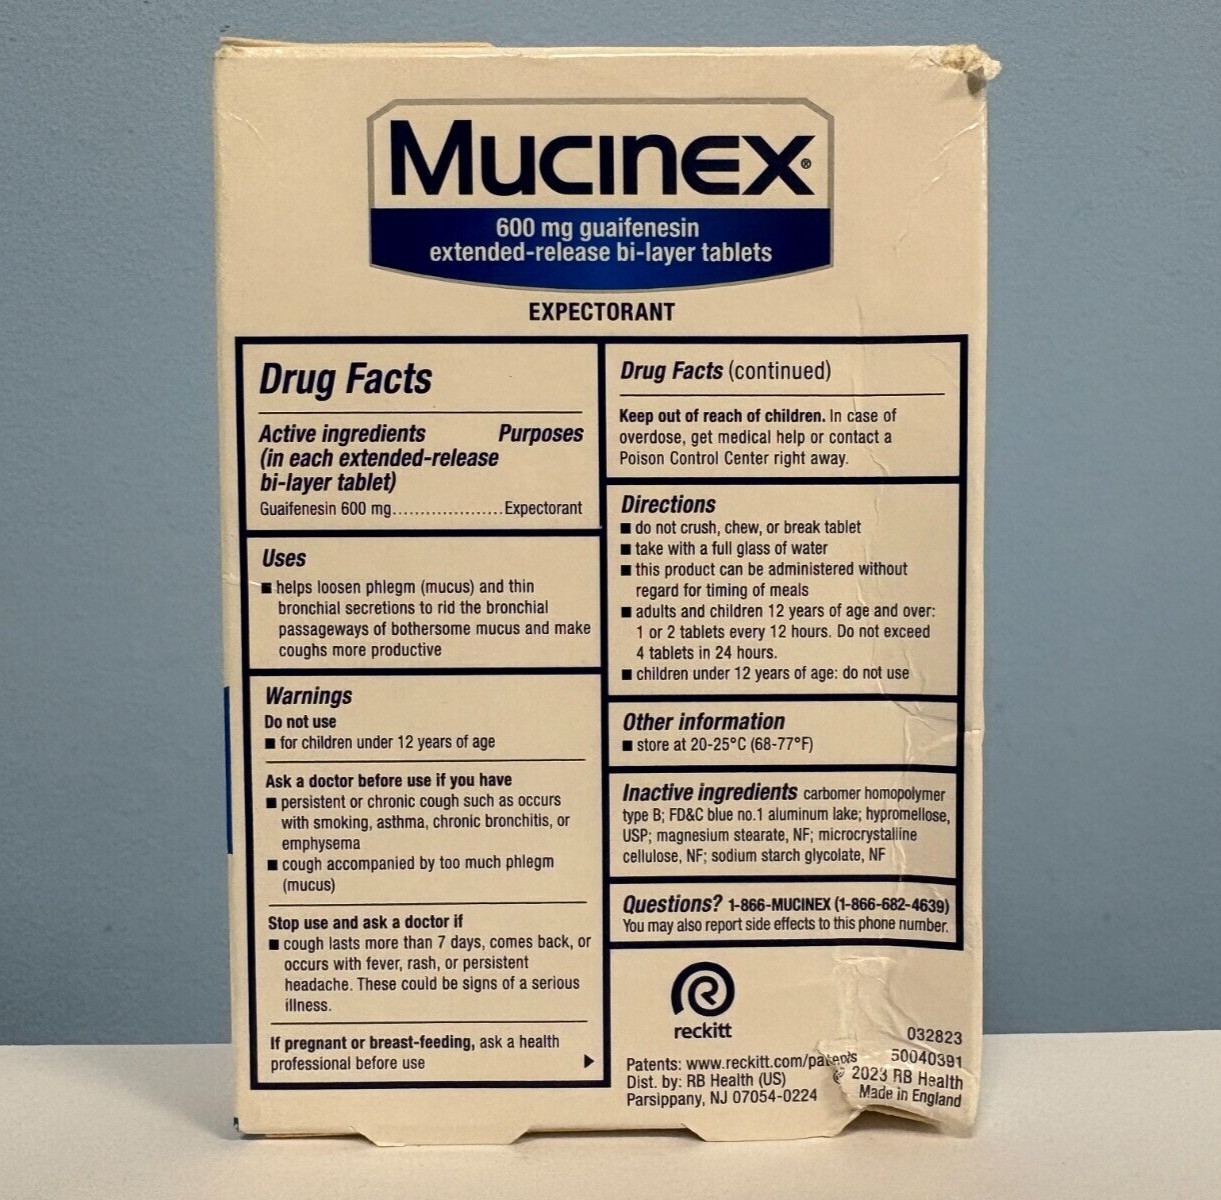 Mucinex®
600 mg guaifenesin
extended-release bi-layer tablets
EXPECTORANT
Drug Facts
Active ingredients Purposes
(in each extended-release
bi-layer tablet)
Guaifenesin 600 mg....................Expectorant
Uses
■ helps loosen phlegm (mucus) and thin
bronchial secretions to rid the bronchial
passageways of bothersome mucus and make
coughs more productive
Warnings
Do not use
■ for children under 12 years of age
Ask a doctor before use if you have
■ persistent or chronic cough such as occurs
with smoking, asthma, chronic bronchitis, or
emphysema
■ cough accompanied by too much phlegm
(mucus)
Stop use and ask a doctor if
■ cough lasts more than 7 days, comes back, or
occurs with fever, rash, or persistent
headache. These could be signs of a serious
illness.
If pregnant or breast-feeding, ask a health
professional before use
Drug Facts (continued)
Keep out of reach of children. In case of
overdose, get medical help or contact a
Poison Control Center right away.
Directions
■ do not crush, chew, or break tablet
■ take with a full glass of water
■ this product can be administered without
regard for timing of meals
■ adults and children 12 years of age and over:
1 or 2 tablets every 12 hours. Do not exceed
4 tablets in 24 hours.
■ children under 12 years of age: do not use
Other information
■ store at 20-25°C (68-77°F)
Inactive ingredients carbomer homopolymer
type B; FD&C blue no.1 aluminum lake; hypromellose,
USP; magnesium stearate, NF; microcrystalline
cellulose, NF; sodium starch glycolate, NF
Questions? 1-866-MUCINEX (1-866-682-4639)
You may also report side effects to this phone number.
reckitt
Patents: www.reckitt.com/patents
Dist. by: RB Health (US)
Parsippany, NJ 07054-0224
032823
50040391
© 2023 RB Health
Made in England